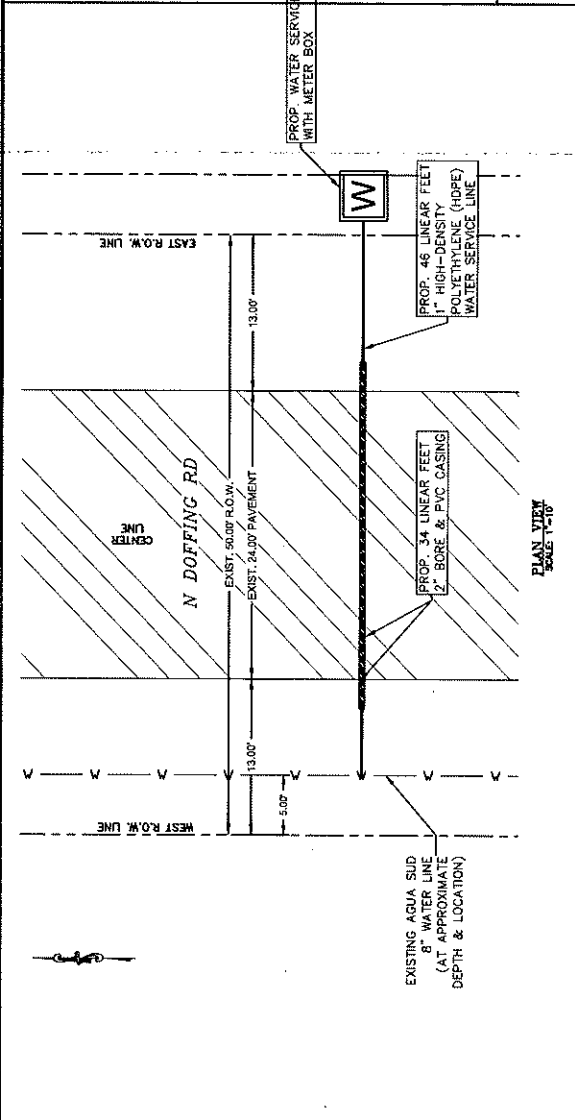 PROP. WATER SERVICE
WITH METER BOX
EAST R.O.W. LINE
W
13.00'
PROP. 46 LINEAR FEET
1" HIGH-DENSITY
POLYETHYLENE (HDPE)
WATER SERVICE LINE
CENTER
LINE
N DOFFING RD
EXIST. 50.00' R.O.W.
EXIST. 24.00' PAVEMENT
PROP. 34 LINEAR FEET
2" BORE & PVC CASING
PLAN VIEW
SCALE: 1"=10'
13.00'
W
W
W
W
W
W
W
W
5.00'
WEST R.O.W. LINE
EXISTING AGUA SUD
8" WATER LINE
(AT APPROXIMATE
DEPTH & LOCATION)